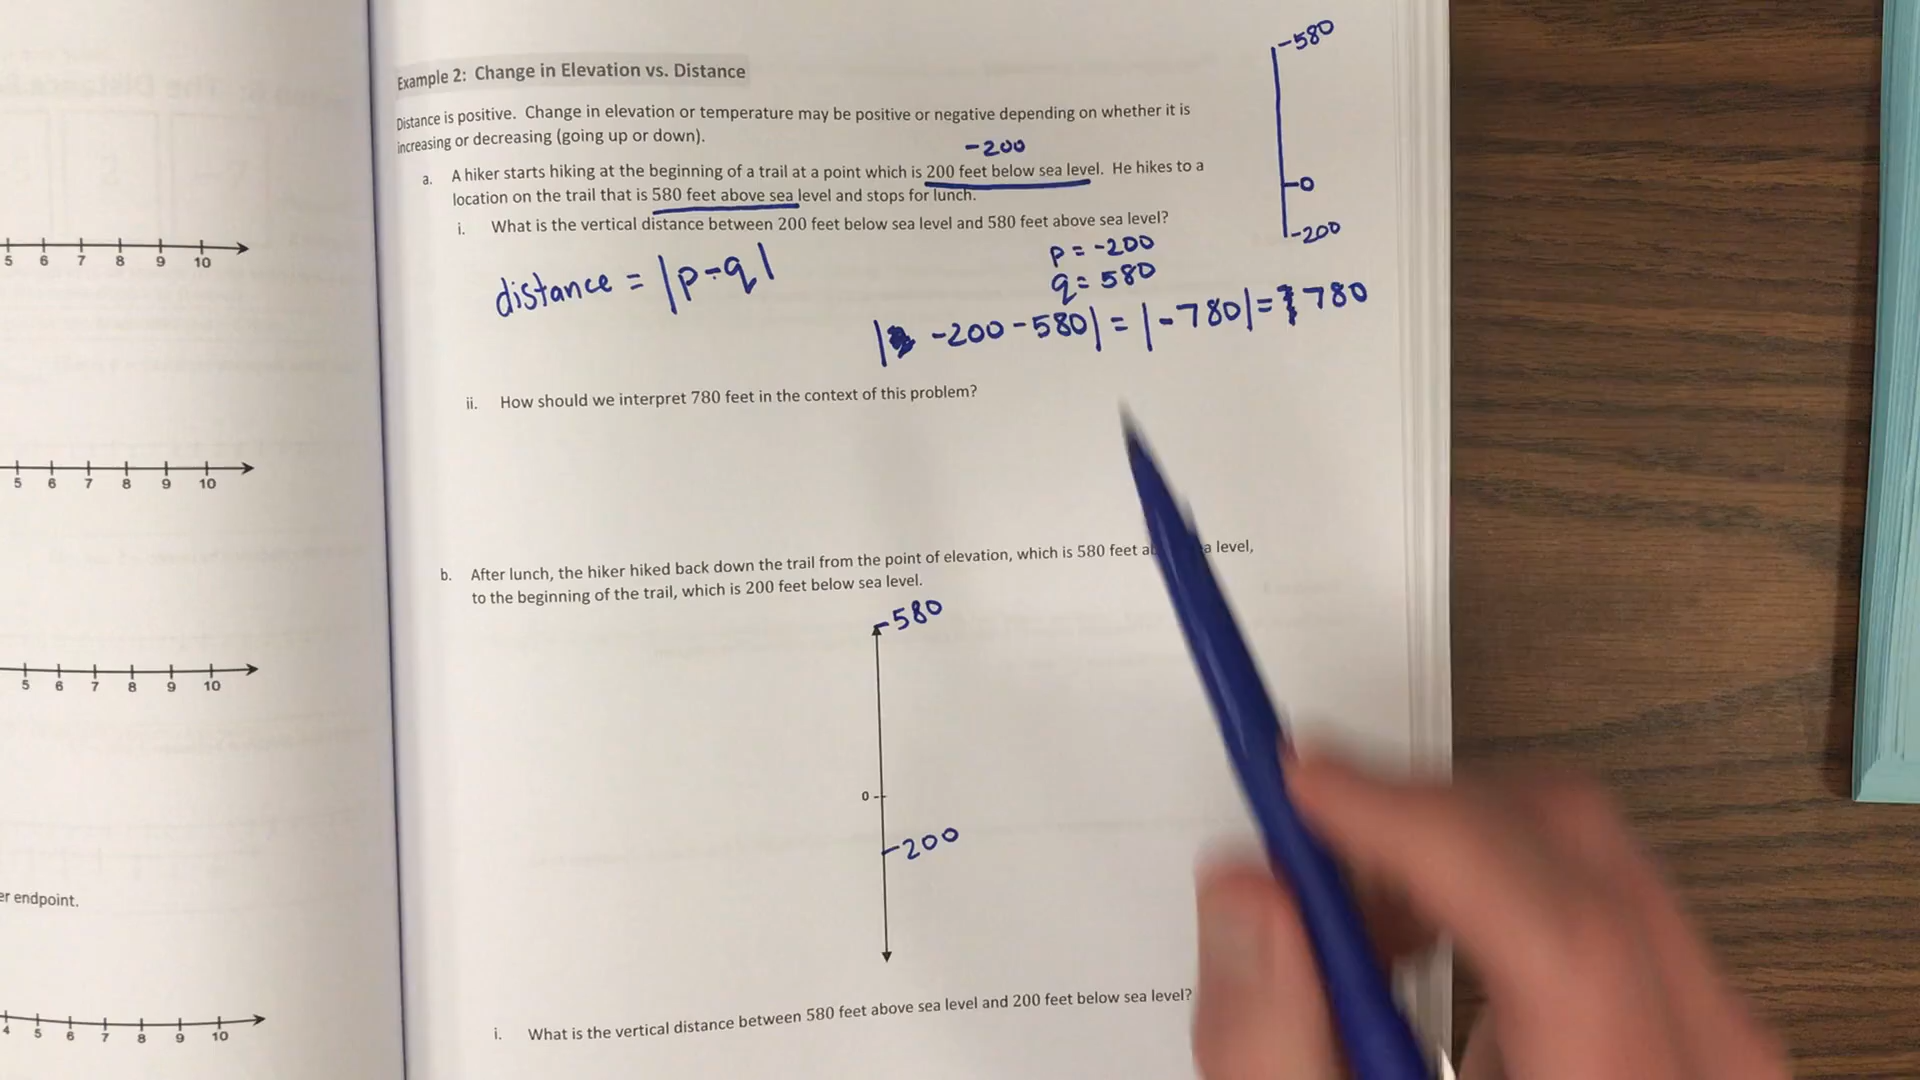 Example 2: Change in Elevation vs. Distance
Distance is positive. Change in elevation or temperature may be positive or negative depending on whether it is
increasing or decreasing (going up or down).
-200
a. A hiker starts hiking at the beginning of a trail at a point which is 200 feet below sea level. He hikes to a
location on the trail that is 580 feet above sea level and stops for lunch.
i. What is the vertical distance between 200 feet below sea level and 580 feet above sea level?
-580
-0
-200
distance = |p-q|
p = -200
q = 580
|-200-580| = |-780| = 780
ii. How should we interpret 780 feet in the context of this problem?
b. After lunch, the hiker hiked back down the trail from the point of elevation, which is 580 feet a level,
to the beginning of the trail, which is 200 feet below sea level.
-580
0
-200
i. What is the vertical distance between 580 feet above sea level and 200 feet below sea level?
5 6 7 8 9 10
5 6 7 8 9 10
5 6 7 8 9 10
er endpoint.
4 5 6 7 8 9 10